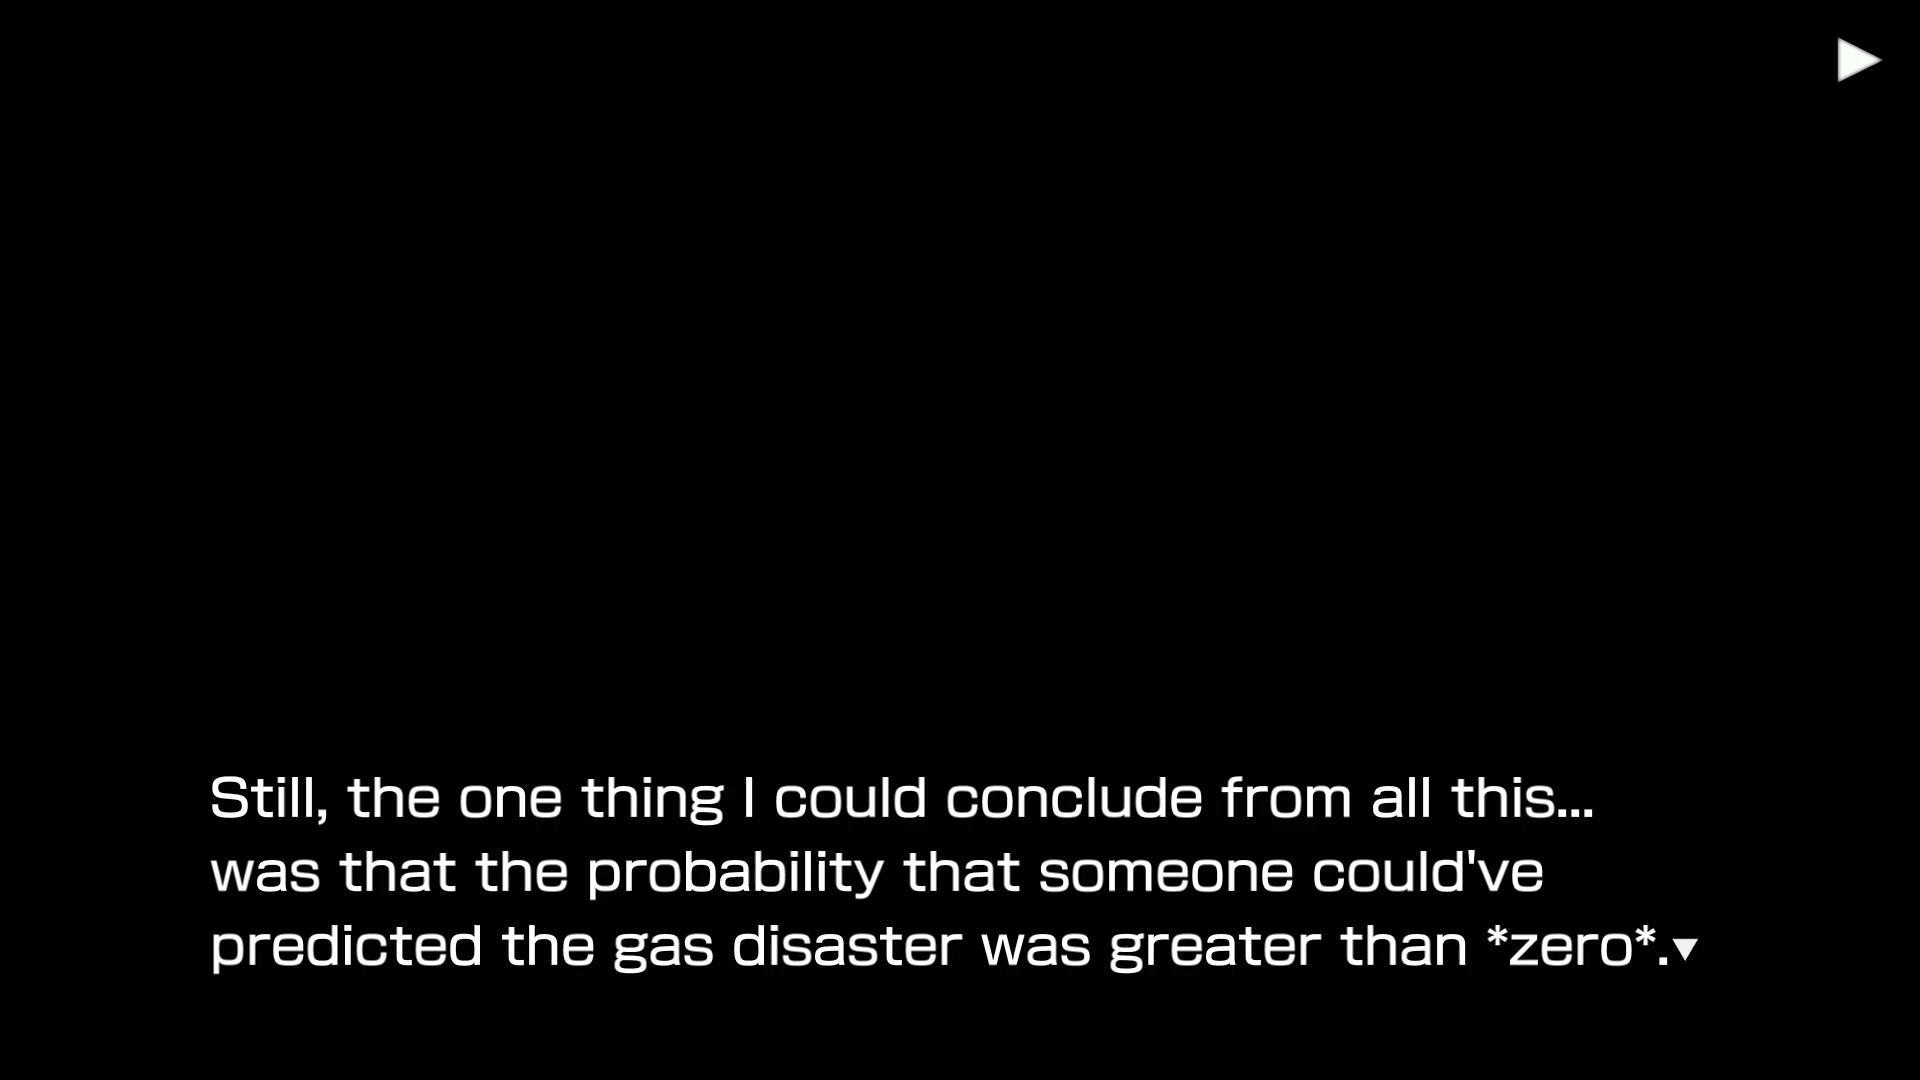 Still, the one thing I could conclude from all this...
was that the probability that someone could've
predicted the gas disaster was greater than *zero*.